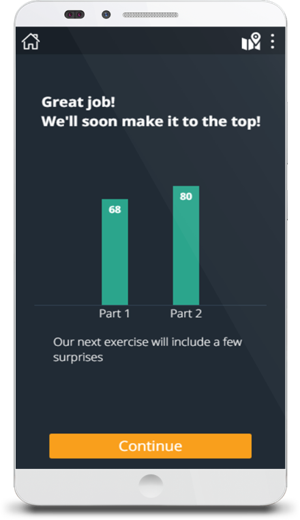 Great job!
We'll soon make it to the top!
68
80
Part 1
Part 2
Our next exercise will include a few
surprises
Continue